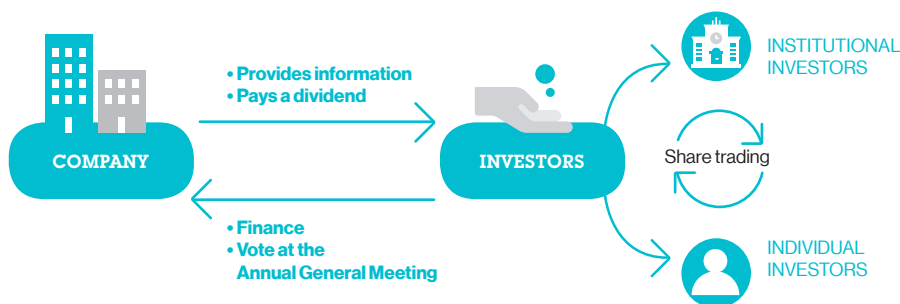 • Provides information
• Pays a dividend
COMPANY
INVESTORS
• Finance
• Vote at the
Annual General Meeting
INSTITUTIONAL
INVESTORS
Share trading
INDIVIDUAL
INVESTORS